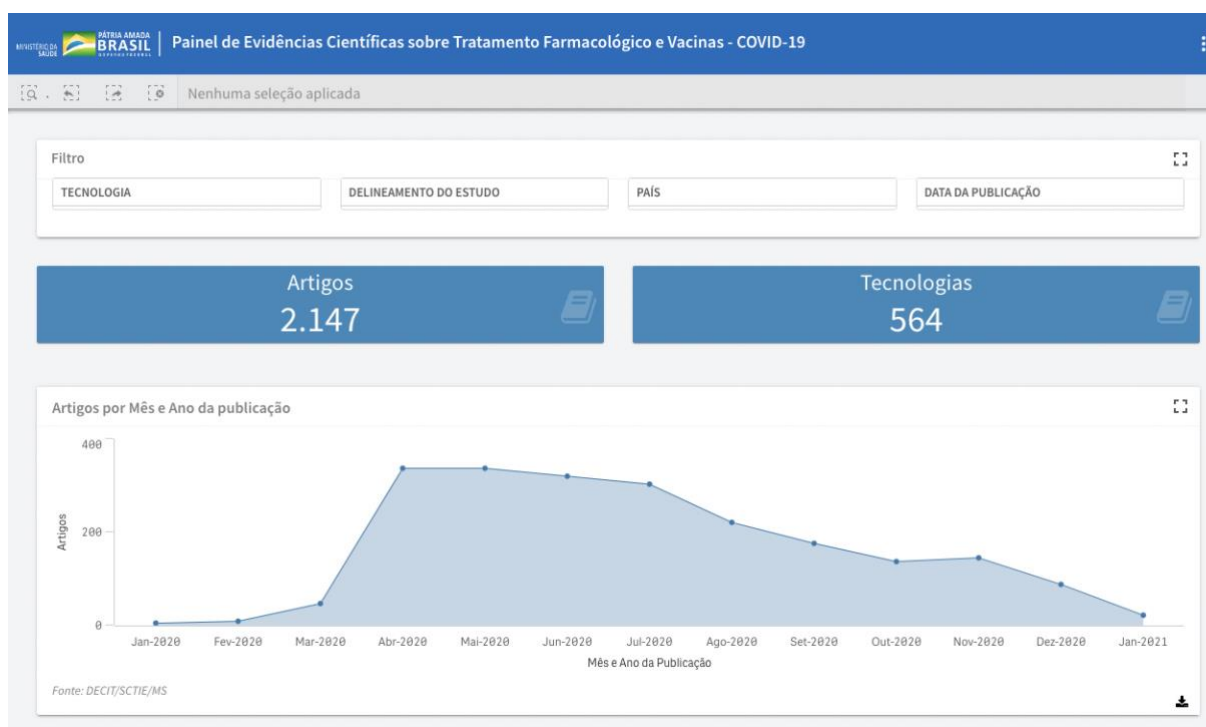 MINISTÉRIO DA
SAÚDE
PÁTRIA AMADA
BRASIL
GOVERNO FEDERAL
Painel de Evidências Científicas sobre Tratamento Farmacológico e Vacinas - COVID-19
Nenhuma seleção aplicada
Filtro
TECNOLOGIA DELINEAMENTO DO ESTUDO PAÍS DATA DA PUBLICAÇÃO
Artigos Tecnologias
2.147 564
Artigos por Mês e Ano da publicação
400
200
0
Artigos
Jan-2020 Fev-2020 Mar-2020 Abr-2020 Mai-2020 Jun-2020 Jul-2020 Ago-2020 Set-2020 Out-2020 Nov-2020 Dez-2020 Jan-2021
Mês e Ano da Publicação
Fonte: DECIT/SCTIE/MS